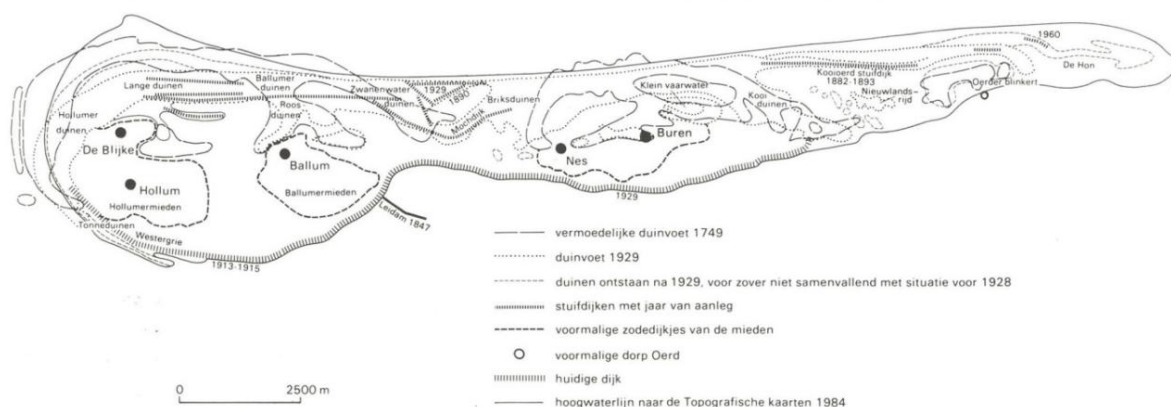 1960
De Hon
Kooioerd stuifdijk
1882-1893
Oerder Blinkert
Nieuwlands-
rijd
Lange duinen
Ballumer
duinen
Roos
duinen
Zwanenwater
duinen
1929
1890
Briksduinen
Mochdijk
Klein vaarwater
Kooi
duinen
Hollumer
duinen
De Blijke
Hollum
Hollumermieden
Ballum
Ballumermieden
Nes
Buren
Tonneduinen
Westergrie
1913-1915
Leidam 1847
1929
vermoedelijke duinvoet 1749
duinvoet 1929
duinen ontstaan na 1929, voor zover niet samenvallend met situatie voor 1928
stuifdijken met jaar van aanleg
voormalige zodedijkjes van de mieden
voormalige dorp Oerd
huidige dijk
hoogwaterlijn naar de Topografische kaarten 1984
0 2500 m